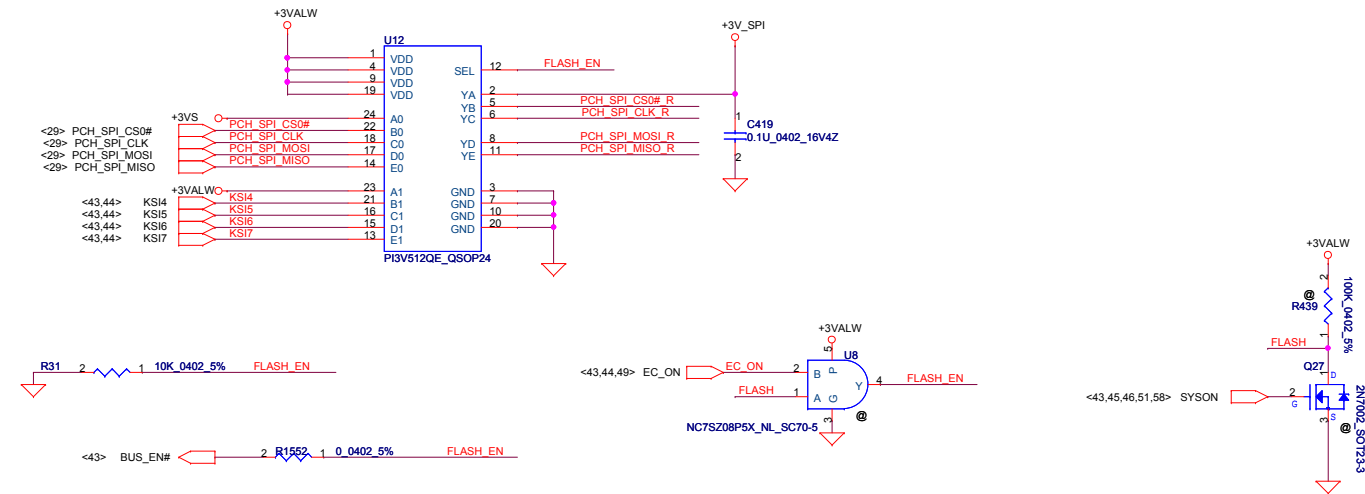 +3VALW
U12
1 VDD
4 VDD
9 VDD
19 VDD
SEL 12 FLASH_EN
YA 2
YB 5 PCH_SPI_CS0#_R
YC 6 PCH_SPI_CLK_R
YD 8 PCH_SPI_MOSI_R
YE 11 PCH_SPI_MISO_R
+3VS 24 A0
<29> PCH_SPI_CS0# PCH_SPI_CS0# 22 B0
<29> PCH_SPI_CLK PCH_SPI_CLK 18 C0
<29> PCH_SPI_MOSI PCH_SPI_MOSI 17 D0
<29> PCH_SPI_MISO PCH_SPI_MISO 14 E0
+3VALW 23 A1
<43,44> KSI4 KSI4 21 B1
<43,44> KSI5 KSI5 16 C1
<43,44> KSI6 KSI6 15 D1
<43,44> KSI7 KSI7 13 E1
GND 3
GND 7
GND 10
GND 20
PI3V512QE_QSOP24
+3V_SPI
1
C419
0.1U_0402_16V4Z
2
R31 2 1 10K_0402_5% FLASH_EN
<43> BUS_EN# 2 R1552 1 0_0402_5% FLASH_EN
+3VALW
5 U8
<43,44,49> EC_ON EC_ON 2 B P
FLASH 1 A G
Y 4 FLASH_EN
3 @
NC7SZ08P5X_NL_SC70-5
+3VALW
2
@
R439
100K_0402_5%
1
FLASH
Q27 1 D
<43,45,46,51,58> SYSON 2 G
S
3 @
2N7002_SOT23-3